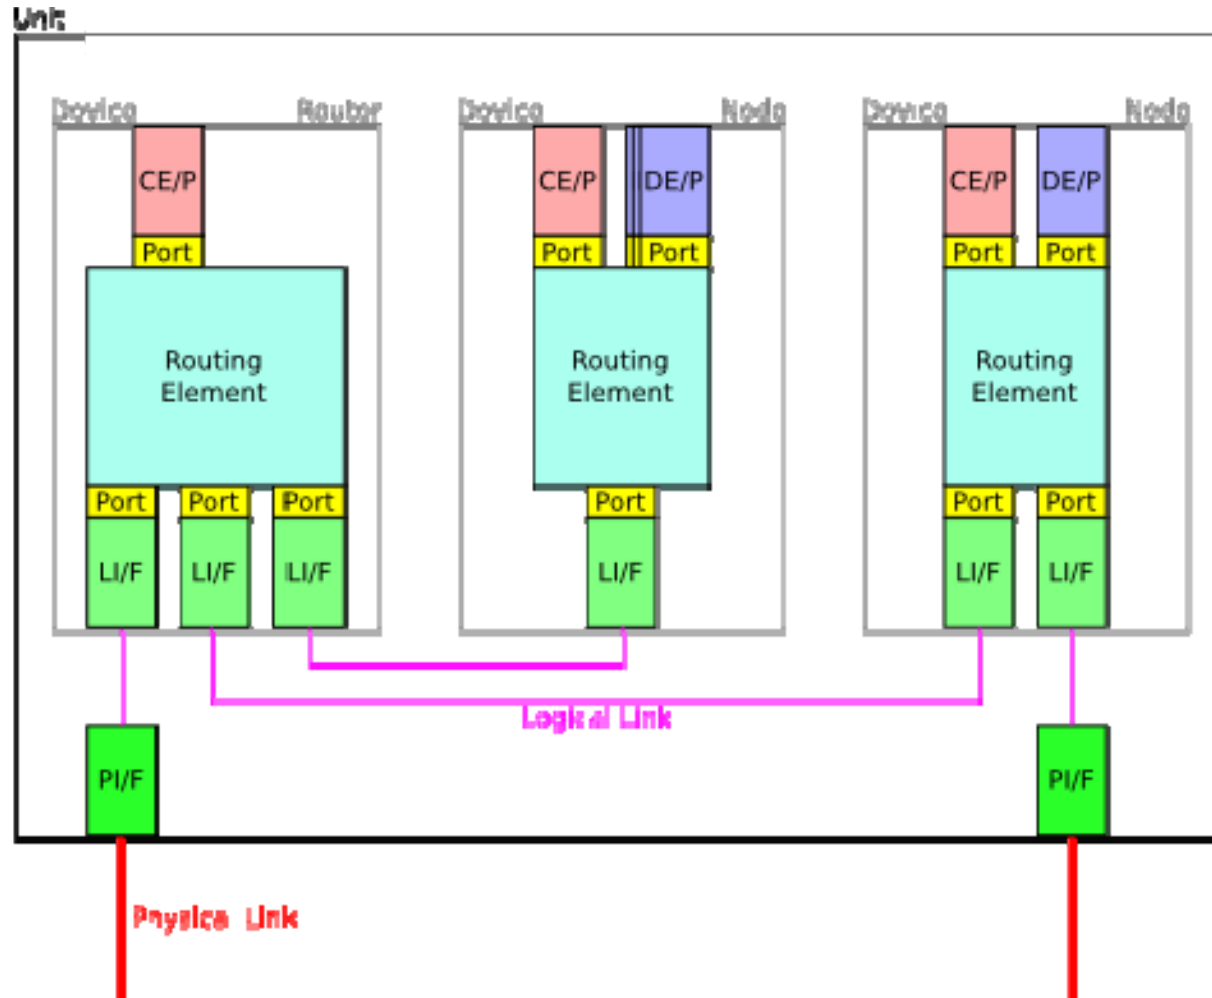 Unit
Device Router Device Node Device Node
CE/P CE/P DE/P CE/P DE/P
Port Port Port Port Port
Routing Routing Routing
Element Element Element
Port Port Port Port Port Port
LI/F LI/F LI/F LI/F LI/F LI/F
Logical Link
PI/F PI/F
Physical Link